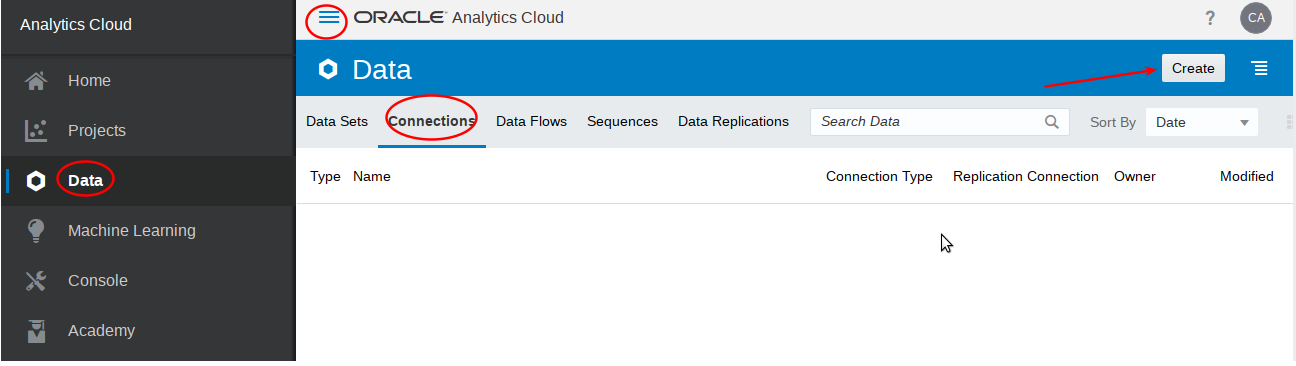 Analytics Cloud
Home
Projects
Data
Machine Learning
Console
Academy
ORACLE Analytics Cloud ? CA
Data Create
Data Sets Connections Data Flows Sequences Data Replications Search Data Sort By Date
Type Name Connection Type Replication Connection Owner Modified